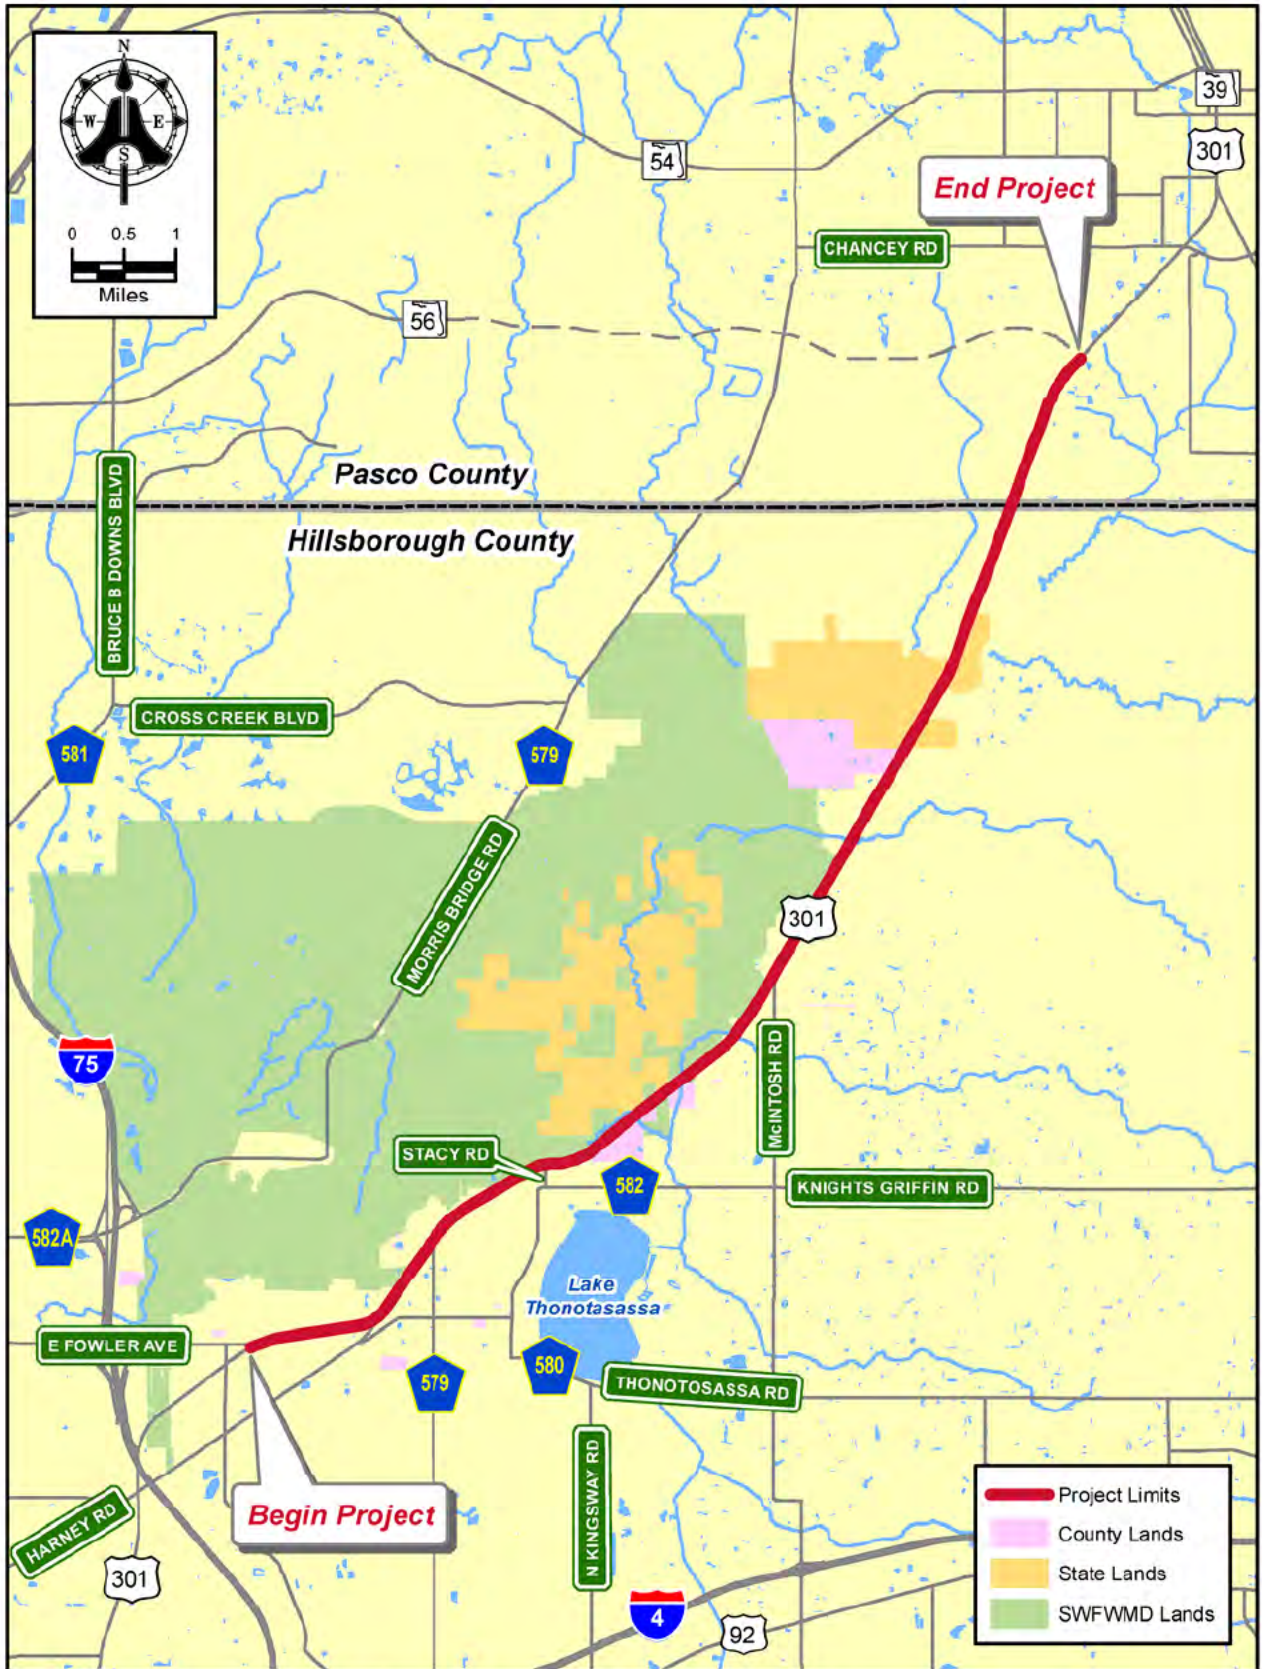 N
W
E
S
0 0.5 1
Miles
39
301
54
End Project
CHANCEY RD
56
Pasco County
Hillsborough County
BRUCE B DOWNS BLVD
CROSS CREEK BLVD
581
579
MORRIS BRIDGE RD
301
75
McINTOSH RD
STACY RD
582
KNIGHTS GRIFFIN RD
582A
Lake
Thonotasassa
E FOWLER AVE
580
579
THONOTOSASSA RD
N KINGSWAY RD
Begin Project
HARNEY RD
301
4
92
Project Limits
County Lands
State Lands
SWFWMD Lands